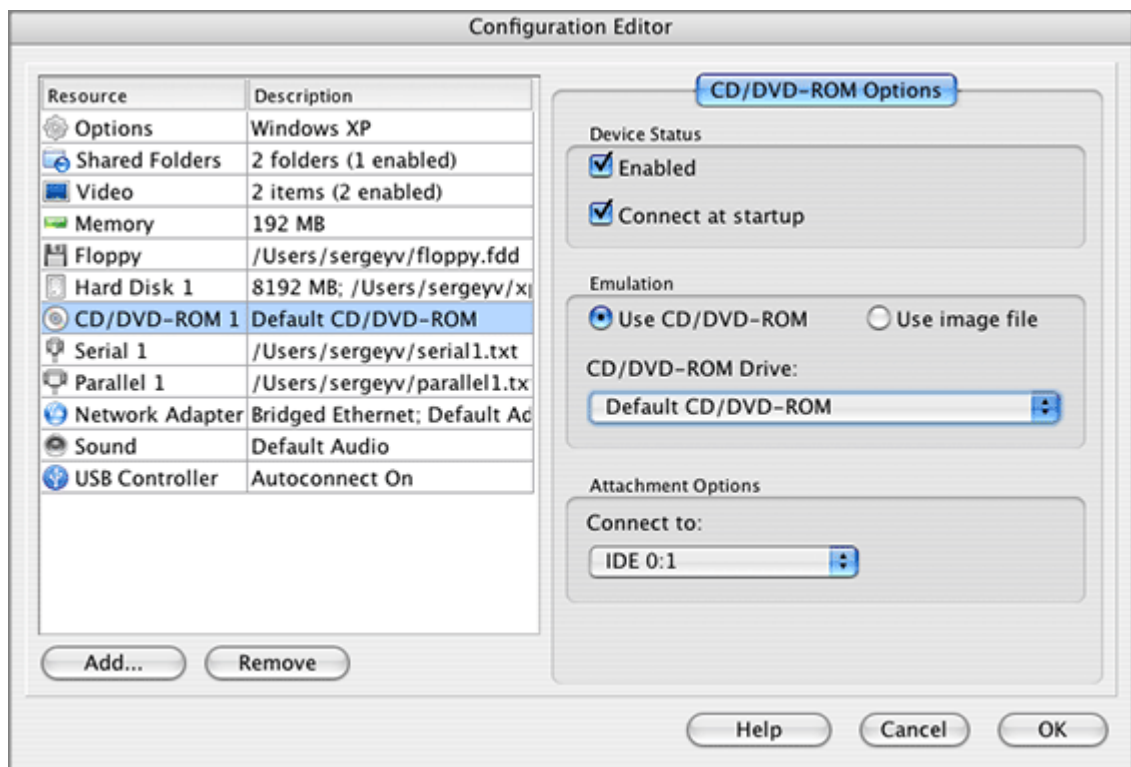 Configuration Editor
Resource Description
Options Windows XP
Shared Folders 2 folders (1 enabled)
Video 2 items (2 enabled)
Memory 192 MB
Floppy /Users/sergeyv/floppy.fdd
Hard Disk 1 8192 MB; /Users/sergeyv/xp
CD/DVD-ROM 1 Default CD/DVD-ROM
Serial 1 /Users/sergeyv/serial1.txt
Parallel 1 /Users/sergeyv/parallel1.tx
Network Adapter Bridged Ethernet; Default Ad
Sound Default Audio
USB Controller Autoconnect On
Add... Remove
CD/DVD-ROM Options
Device Status
Enabled
Connect at startup
Emulation
Use CD/DVD-ROM Use image file
CD/DVD-ROM Drive:
Default CD/DVD-ROM
Attachment Options
Connect to:
IDE 0:1
Help Cancel OK